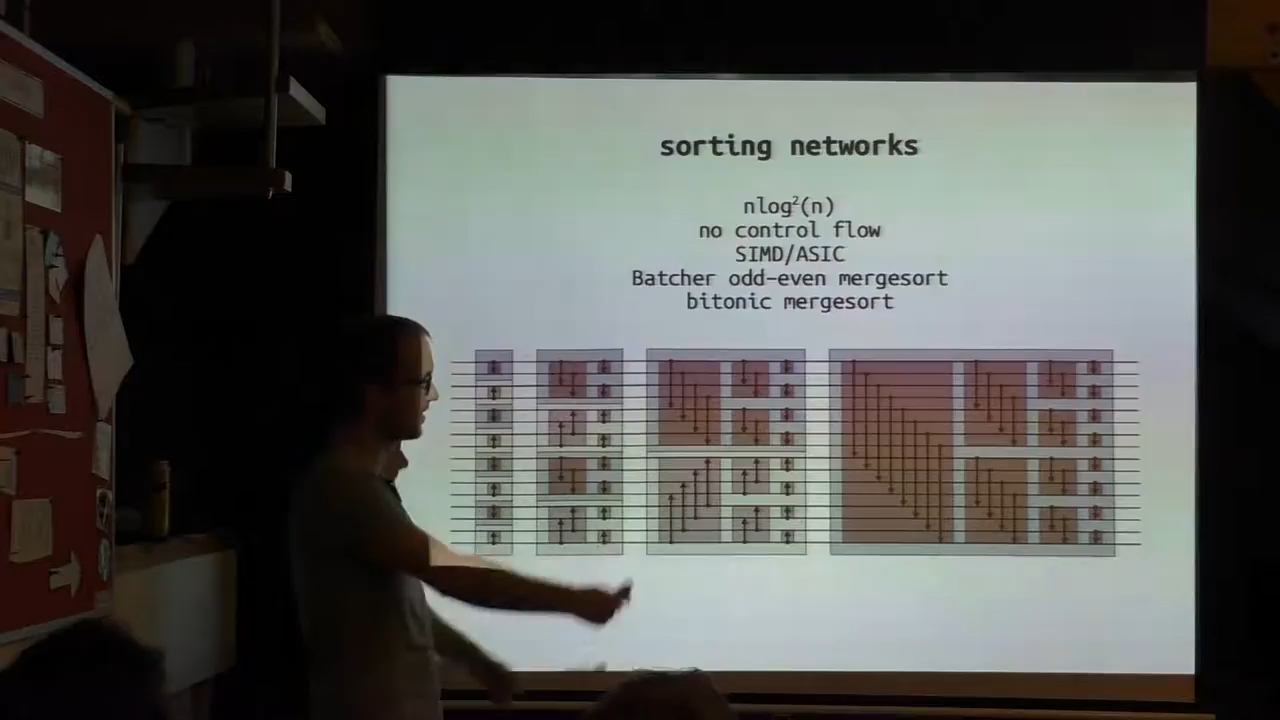 sorting networks
nlog²(n)
no control flow
SIMD/ASIC
Batcher odd-even mergesort
bitonic mergesort